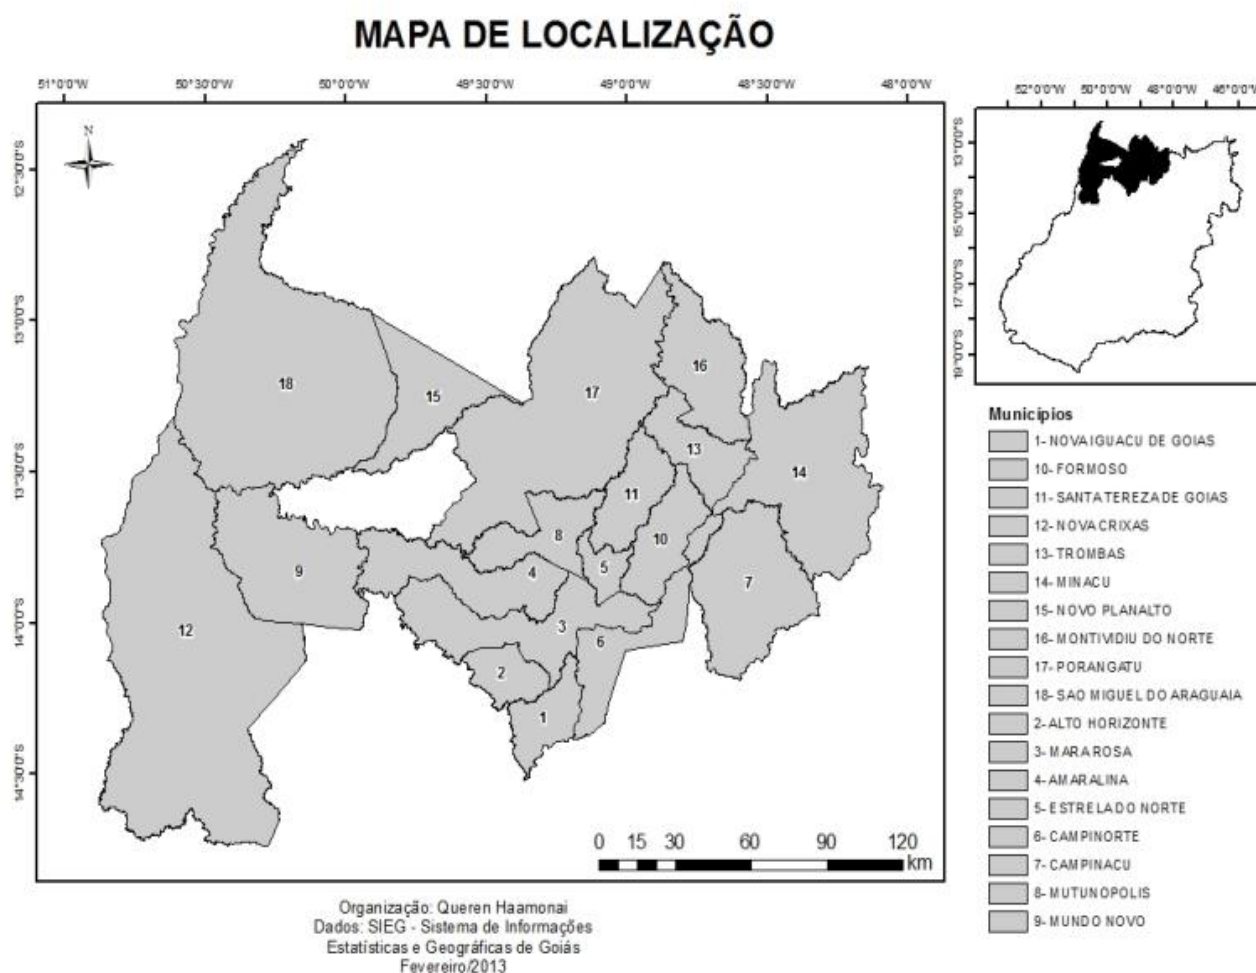 MAPA DE LOCALIZAÇÃO
51°0'0"W 50°30'0"W 50°0'0"W 49°30'0"W 49°0'0"W 48°30'0"W 48°0'0"W
N
12°30'0"S
13°0'0"S
13°30'0"S
14°0'0"S
14°30'0"S
18
15
17
16
13
14
11
10
8
5
4
9
7
12
3
6
2
1
0 15 30 60 90 120
km
52°0'0"W 50°0'0"W 48°0'0"W 46°0'0"W
13°0'0"S
15°0'0"S
17°0'0"S
Municípios
1- NOVA IGUACU DE GOIAS
10- FORMOSO
11- SANTA TEREZA DE GOIAS
12- NOVA CRIXAS
13- TROMBAS
14- MINACU
15- NOVO PLANALTO
16- MONTIVIDIU DO NORTE
17- PORANGATU
18- SAO MIGUEL DO ARAGUAIA
2- ALTO HORIZONTE
3- MARA ROSA
4- AMARALINA
5- ESTRELA DO NORTE
6- CAMPINORTE
7- CAMPINACU
8- MUTUNOPOLIS
9- MUNDO NOVO
Organização: Queren Haamonai
Dados: SIEG - Sistema de Informações
Estatísticas e Geográficas de Goiás
Fevereiro/2013